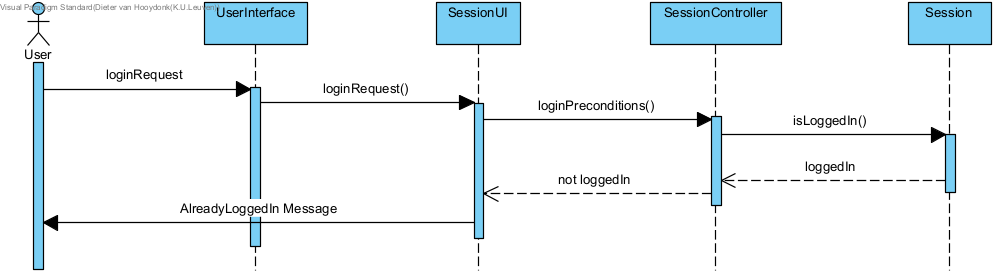 Visual Paradigm Standard(Dieter van Hooydonk(K.U.Leuven))
User
UserInterface
SessionUI
SessionController
Session
loginRequest
loginRequest()
loginPreconditions()
isLoggedIn()
loggedIn
not loggedIn
AlreadyLoggedIn Message